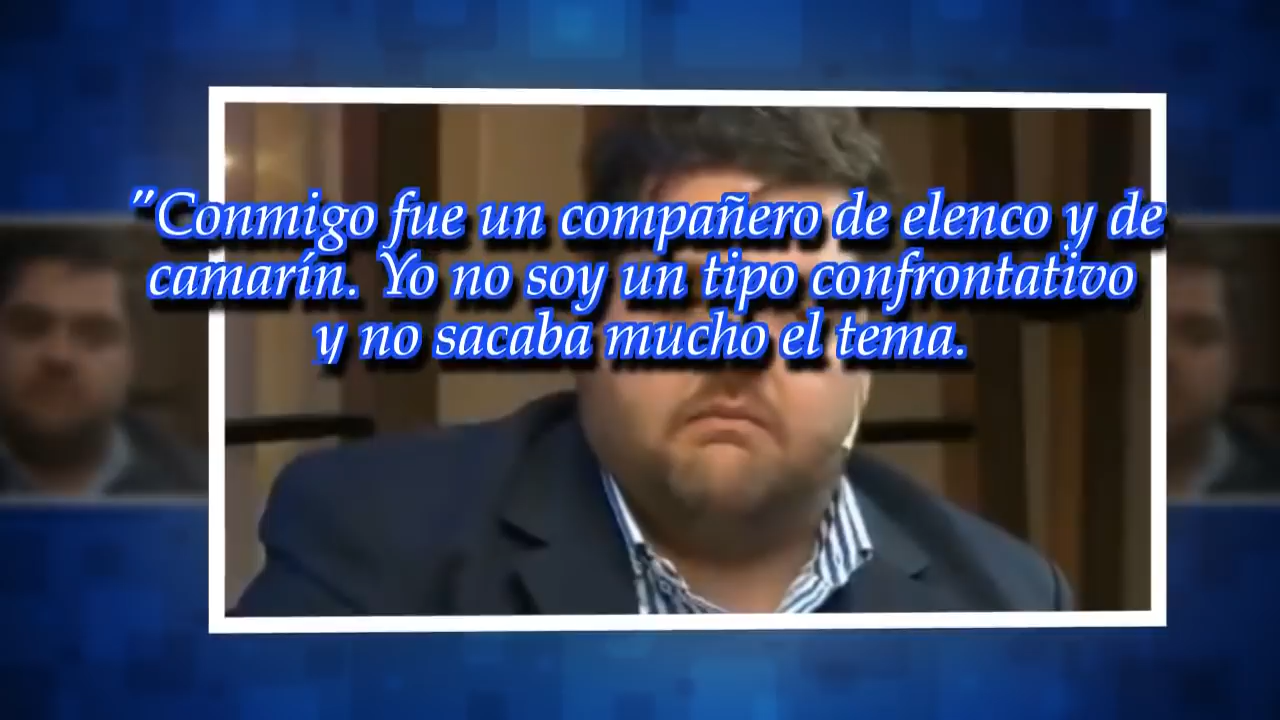 "Conmigo fue un compañero de elenco y de
camarín. Yo no soy un tipo confrontativo
y no sacaba mucho el tema.